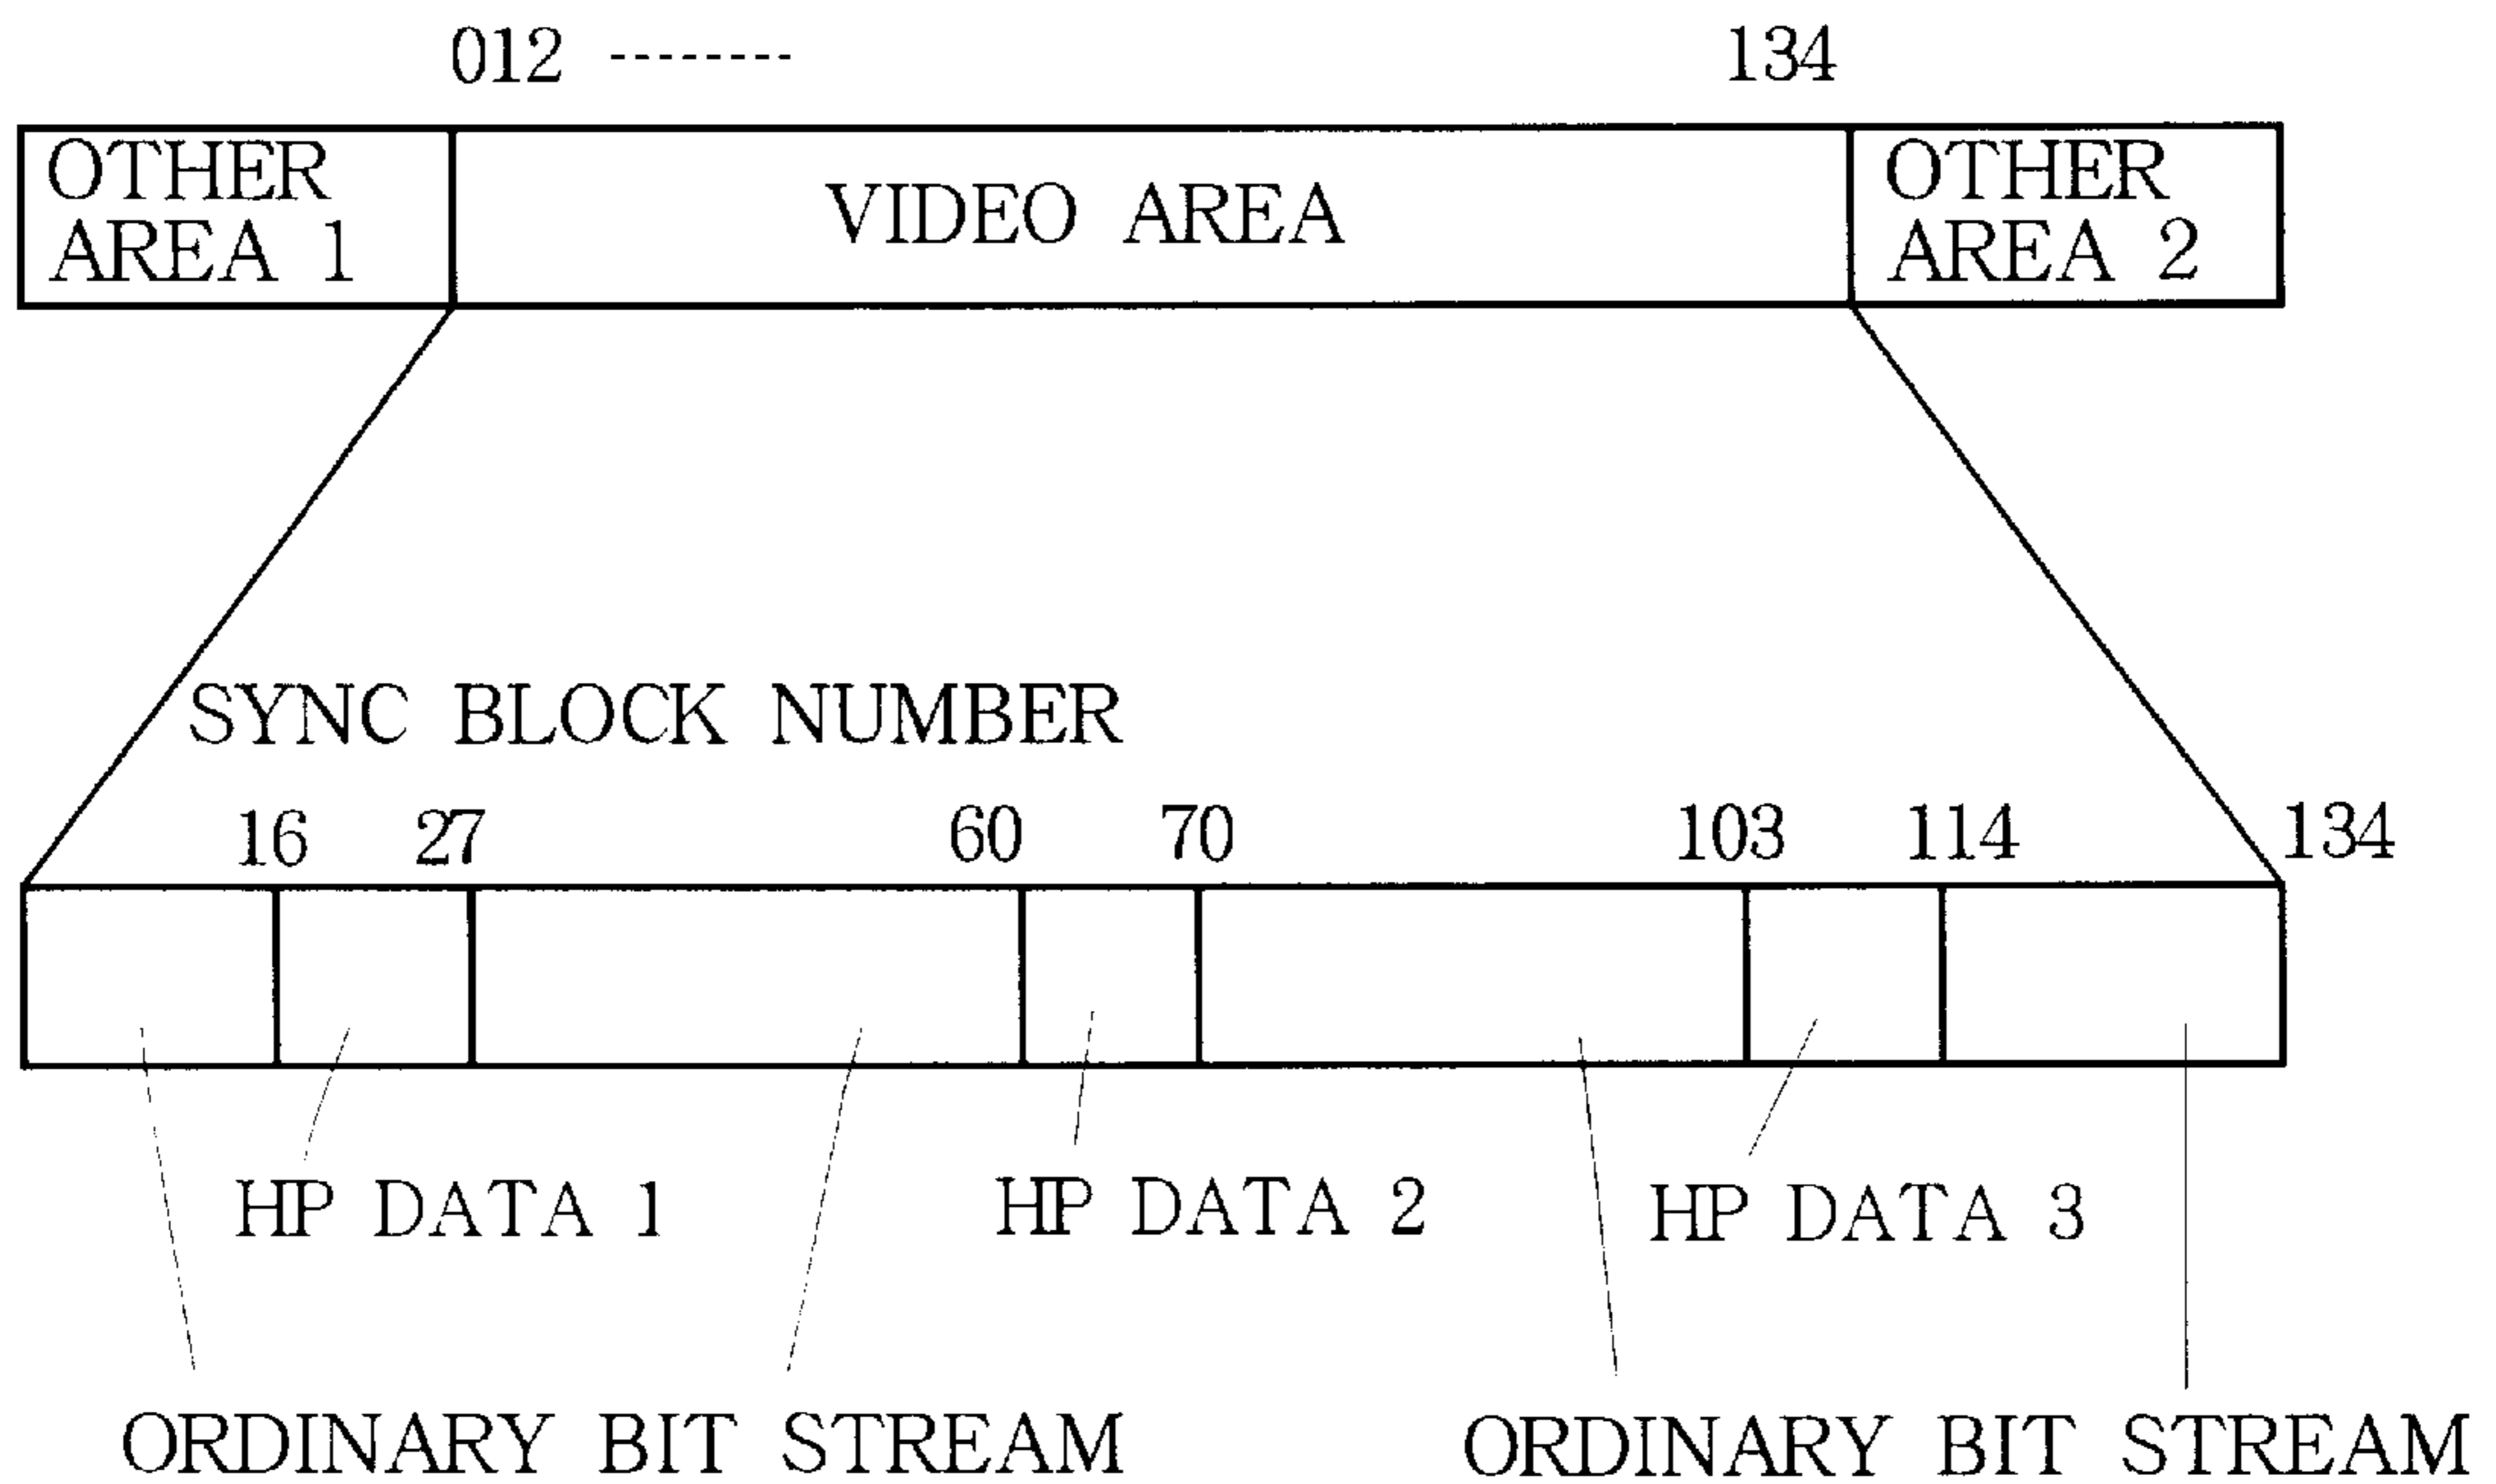 012 -------- 134
OTHER
AREA 1
VIDEO AREA
OTHER
AREA 2
SYNC BLOCK NUMBER
16 27 60 70 103 114 134
HP DATA 1 HP DATA 2 HP DATA 3
ORDINARY BIT STREAM ORDINARY BIT STREAM